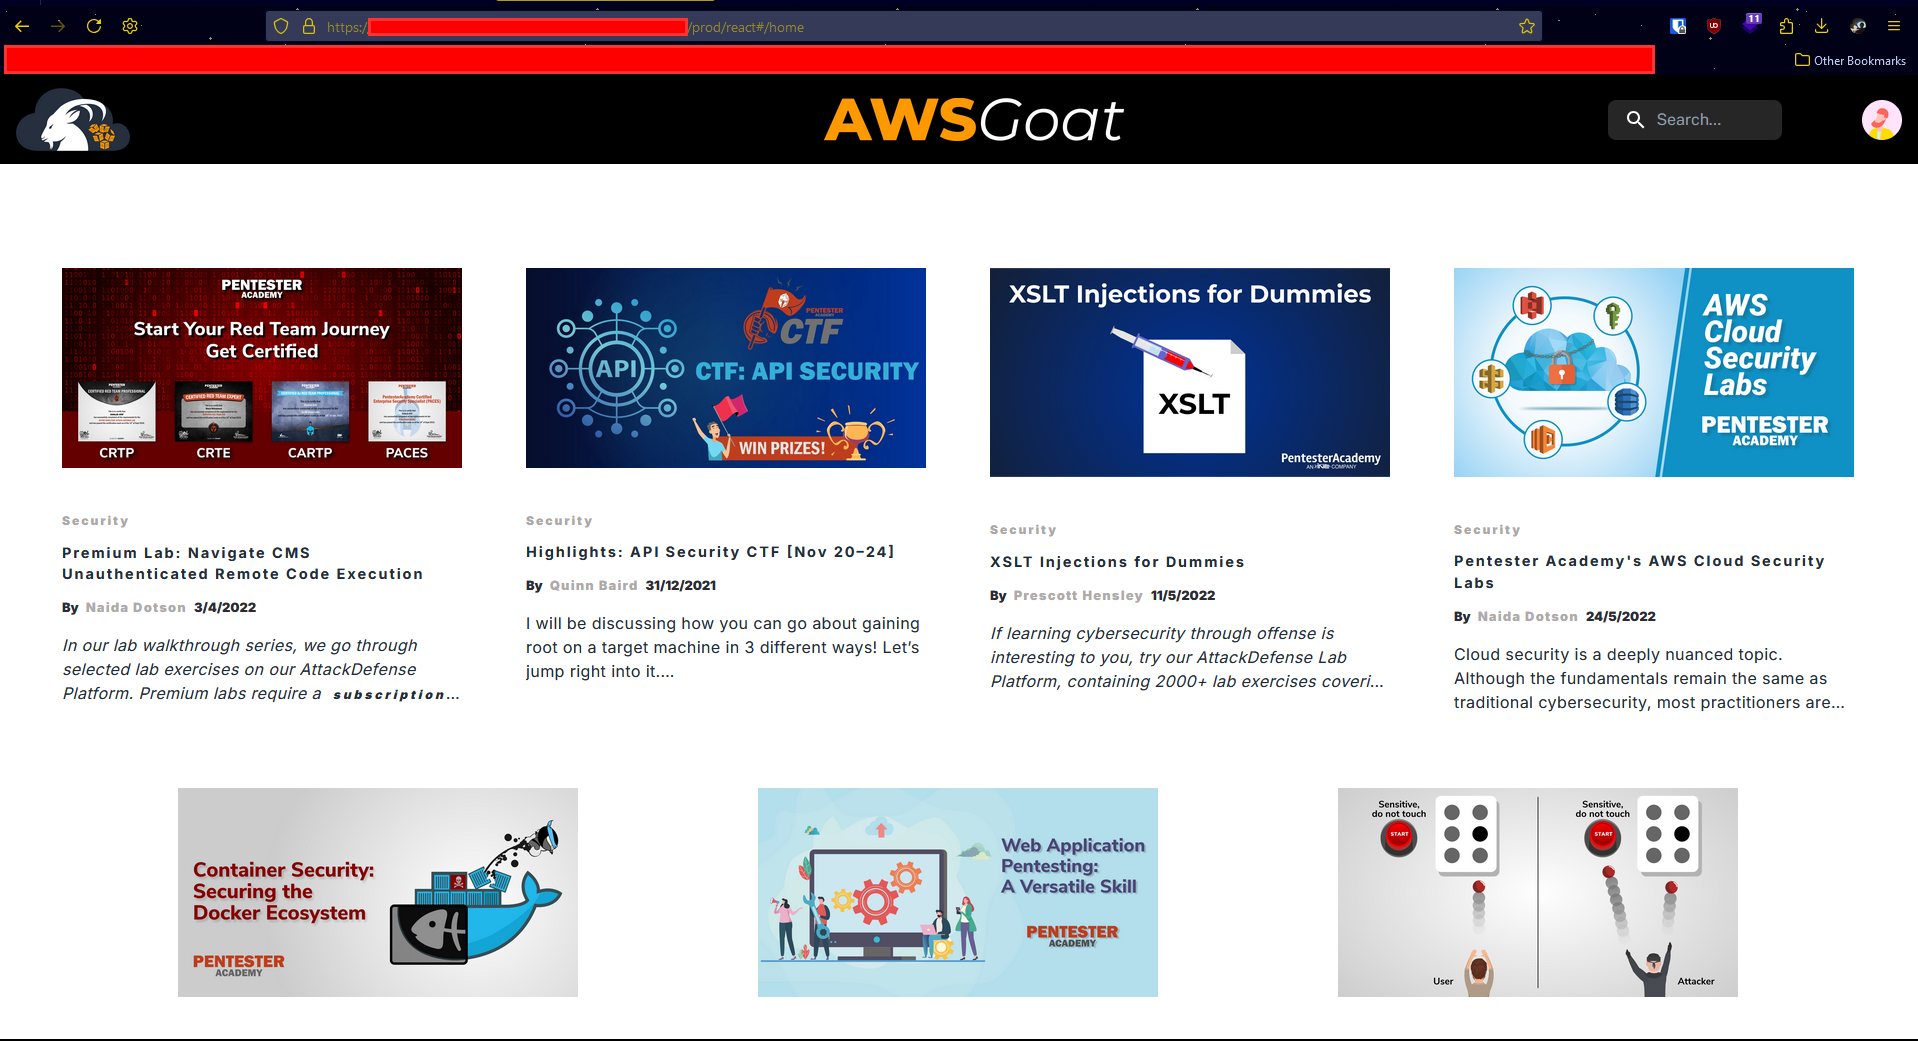 https:/
/prod/react#/home
11
Other Bookmarks
AWSGoat
Search...
PENTESTER
ACADEMY
Start Your Red Team Journey
Get Certified
CRTP
CRTE
CARTP
PACES
API
PENTESTER
ACADEMY
CTF
CTF: API SECURITY
WIN PRIZES!
XSLT Injections for Dummies
XSLT
PentesterAcademy
AN INE COMPANY
AWS
Cloud
Security
Labs
PENTESTER
ACADEMY
Security
Premium Lab: Navigate CMS
Unauthenticated Remote Code Execution
By Naida Dotson 3/4/2022
In our lab walkthrough series, we go through
selected lab exercises on our AttackDefense
Platform. Premium labs require a subscription...
Security
Highlights: API Security CTF [Nov 20–24]
By Quinn Baird 31/12/2021
I will be discussing how you can go about gaining
root on a target machine in 3 different ways! Let’s
jump right into it....
Security
XSLT Injections for Dummies
By Prescott Hensley 11/5/2022
If learning cybersecurity through offense is
interesting to you, try our AttackDefense Lab
Platform, containing 2000+ lab exercises coveri...
Security
Pentester Academy's AWS Cloud Security
Labs
By Naida Dotson 24/5/2022
Cloud security is a deeply nuanced topic.
Although the fundamentals remain the same as
traditional cybersecurity, most practitioners are...
Container Security:
Securing the
Docker Ecosystem
PENTESTER
ACADEMY
Web Application
Pentesting:
A Versatile Skill
PENTESTER
ACADEMY
Sensitive,
do not touch
START
User
Sensitive,
do not touch
START
Attacker